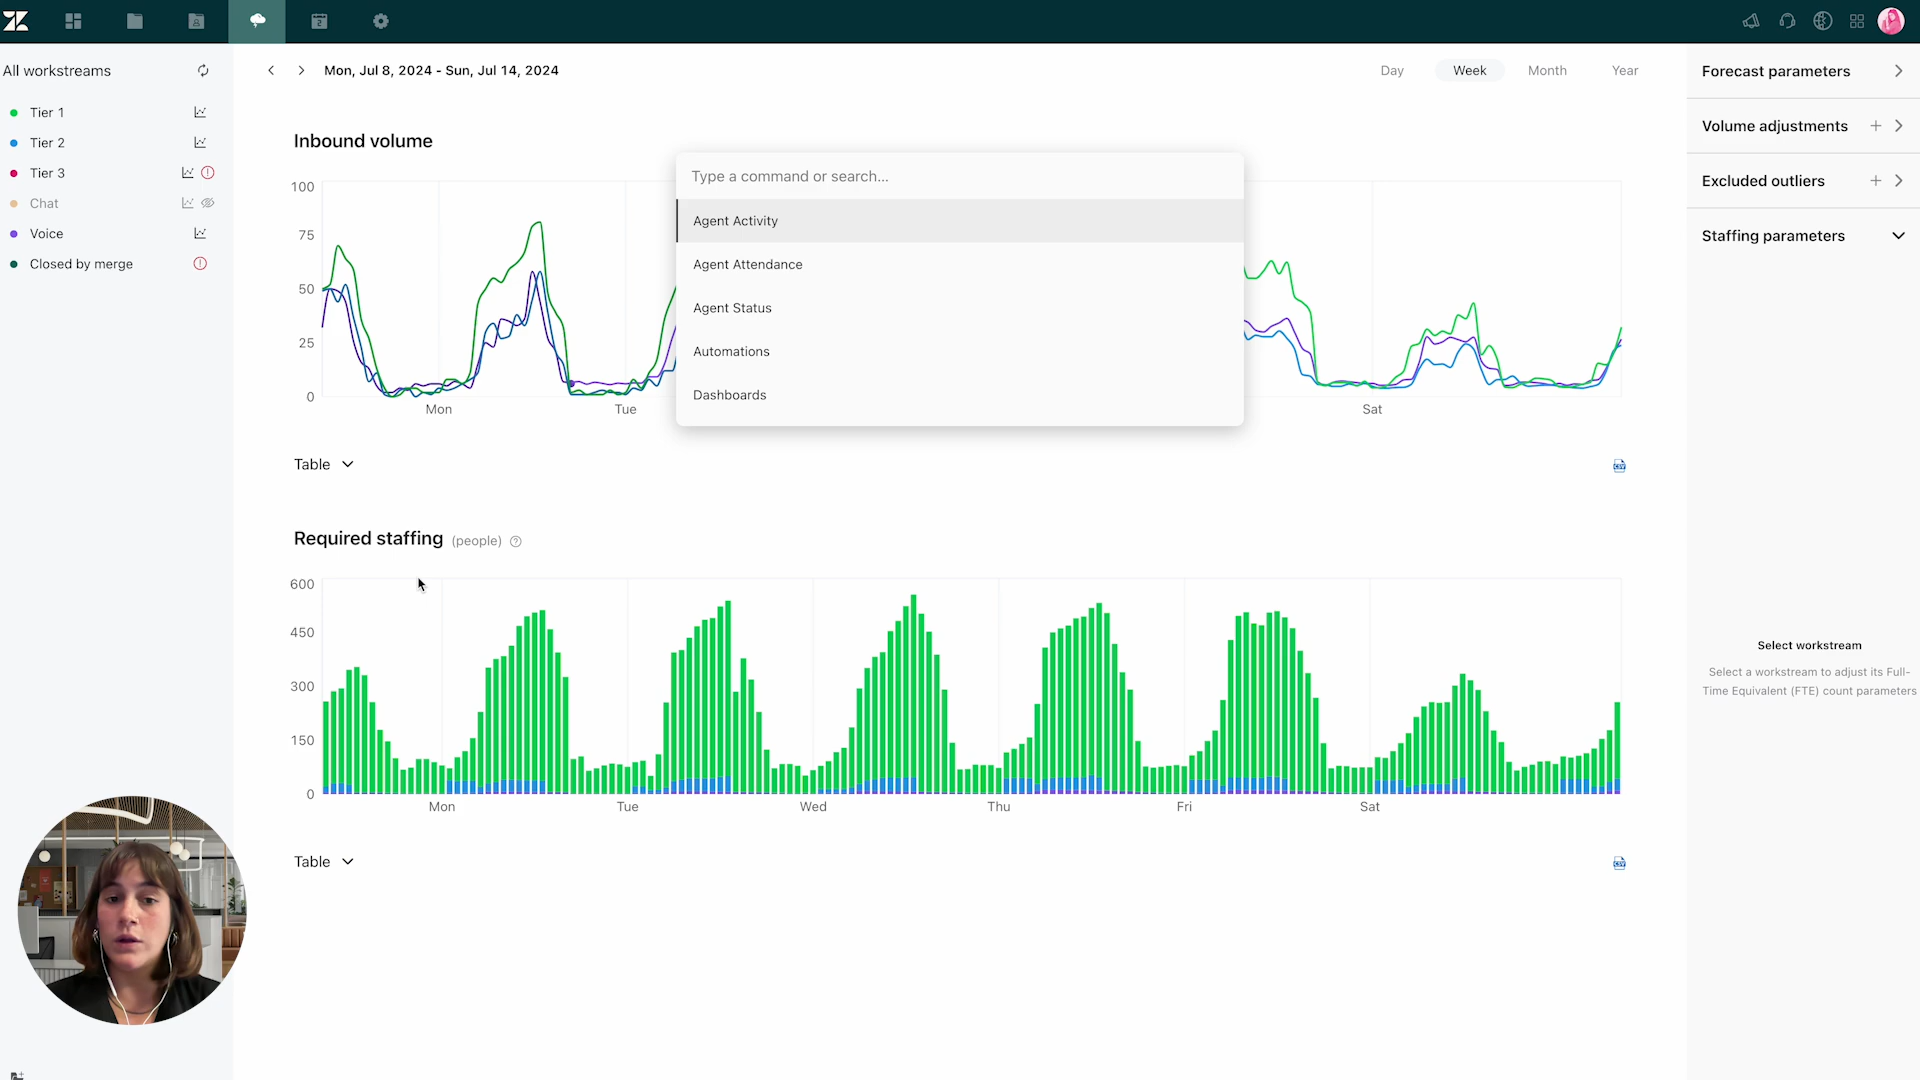 All workstreams
Tier 1
Tier 2
Tier 3
Chat
Voice
Closed by merge
Mon, Jul 8, 2024 - Sun, Jul 14, 2024
Day
Week
Month
Year
Inbound volume
100
75
50
25
0
Mon
Tue
Sat
Type a command or search...
Agent Activity
Agent Attendance
Agent Status
Automations
Dashboards
Table
CSV
Required staffing (people)
600
450
300
150
0
Mon
Tue
Wed
Thu
Fri
Sat
Table
CSV
Forecast parameters
Volume adjustments
Excluded outliers
Staffing parameters
Select workstream
Select a workstream to adjust its Full-
Time Equivalent (FTE) count parameters